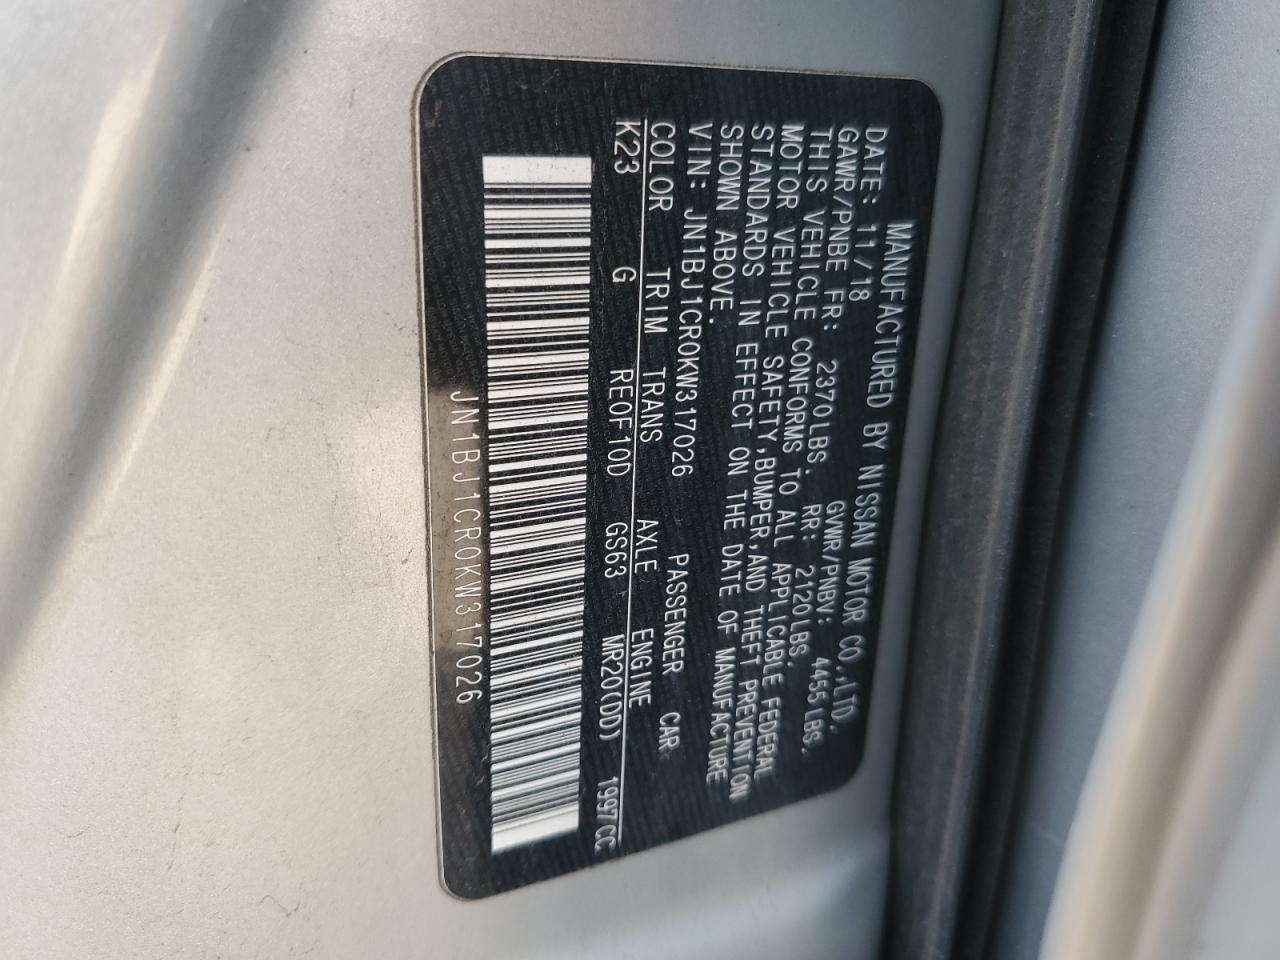 MANUFACTURED BY NISSAN MOTOR CO.,LTD.
DATE: 11/18 GVWR/PNBV: 4455 LBS.
GAWR/PNBE FR: 2370LBS. RR: 2120LBS.
THIS VEHICLE CONFORMS TO ALL APPLICABLE FEDERAL
MOTOR VEHICLE SAFETY,BUMPER,AND THEFT PREVENTION
STANDARDS IN EFFECT ON THE DATE OF MANUFACTURE
SHOWN ABOVE.
VIN: JN1BJ1CR0KW317026 PASSENGER CAR
COLOR TRIM TRANS AXLE ENGINE
K23 G RE0F10D GS63 MR20(DD) 1997CC
JN1BJ1CR0KW317026